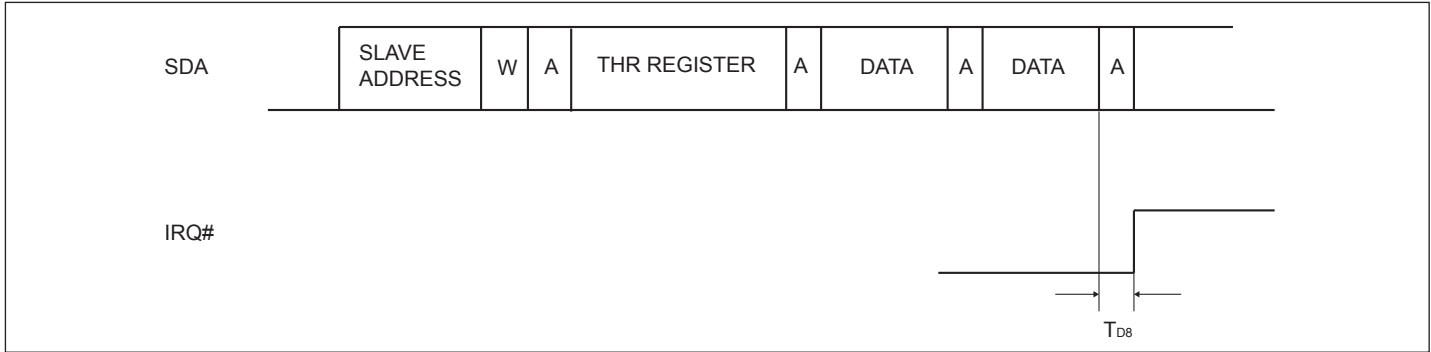 SDA
SLAVE
ADDRESS
W
A
THR REGISTER
A
DATA
A
DATA
A
IRQ#
TD8